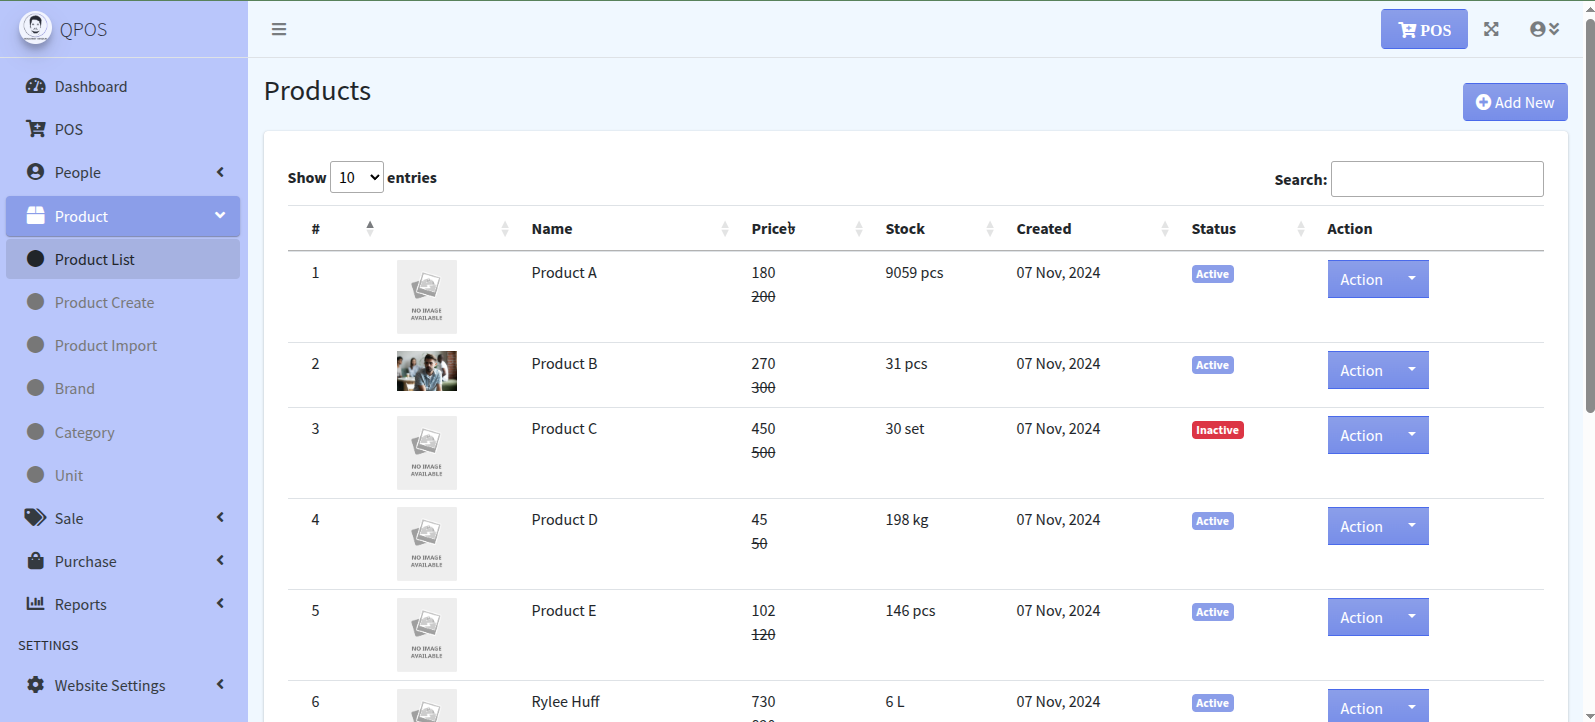 QPOS
POS
Dashboard
POS
People
Product
Product List
Product Create
Product Import
Brand
Category
Unit
Sale
Purchase
Reports
SETTINGS
Website Settings
Products
Add New
Show 10 entries
Search:
# Name Price Stock Created Status Action
1 NO IMAGE AVAILABLE Product A 180 9059 pcs 07 Nov, 2024 Active Action
200
2 Product B 270 31 pcs 07 Nov, 2024 Active Action
300
3 NO IMAGE AVAILABLE Product C 450 30 set 07 Nov, 2024 Inactive Action
500
4 NO IMAGE AVAILABLE Product D 45 198 kg 07 Nov, 2024 Active Action
50
5 NO IMAGE AVAILABLE Product E 102 146 pcs 07 Nov, 2024 Active Action
120
6 Rylee Huff 730 6 L 07 Nov, 2024 Active Action